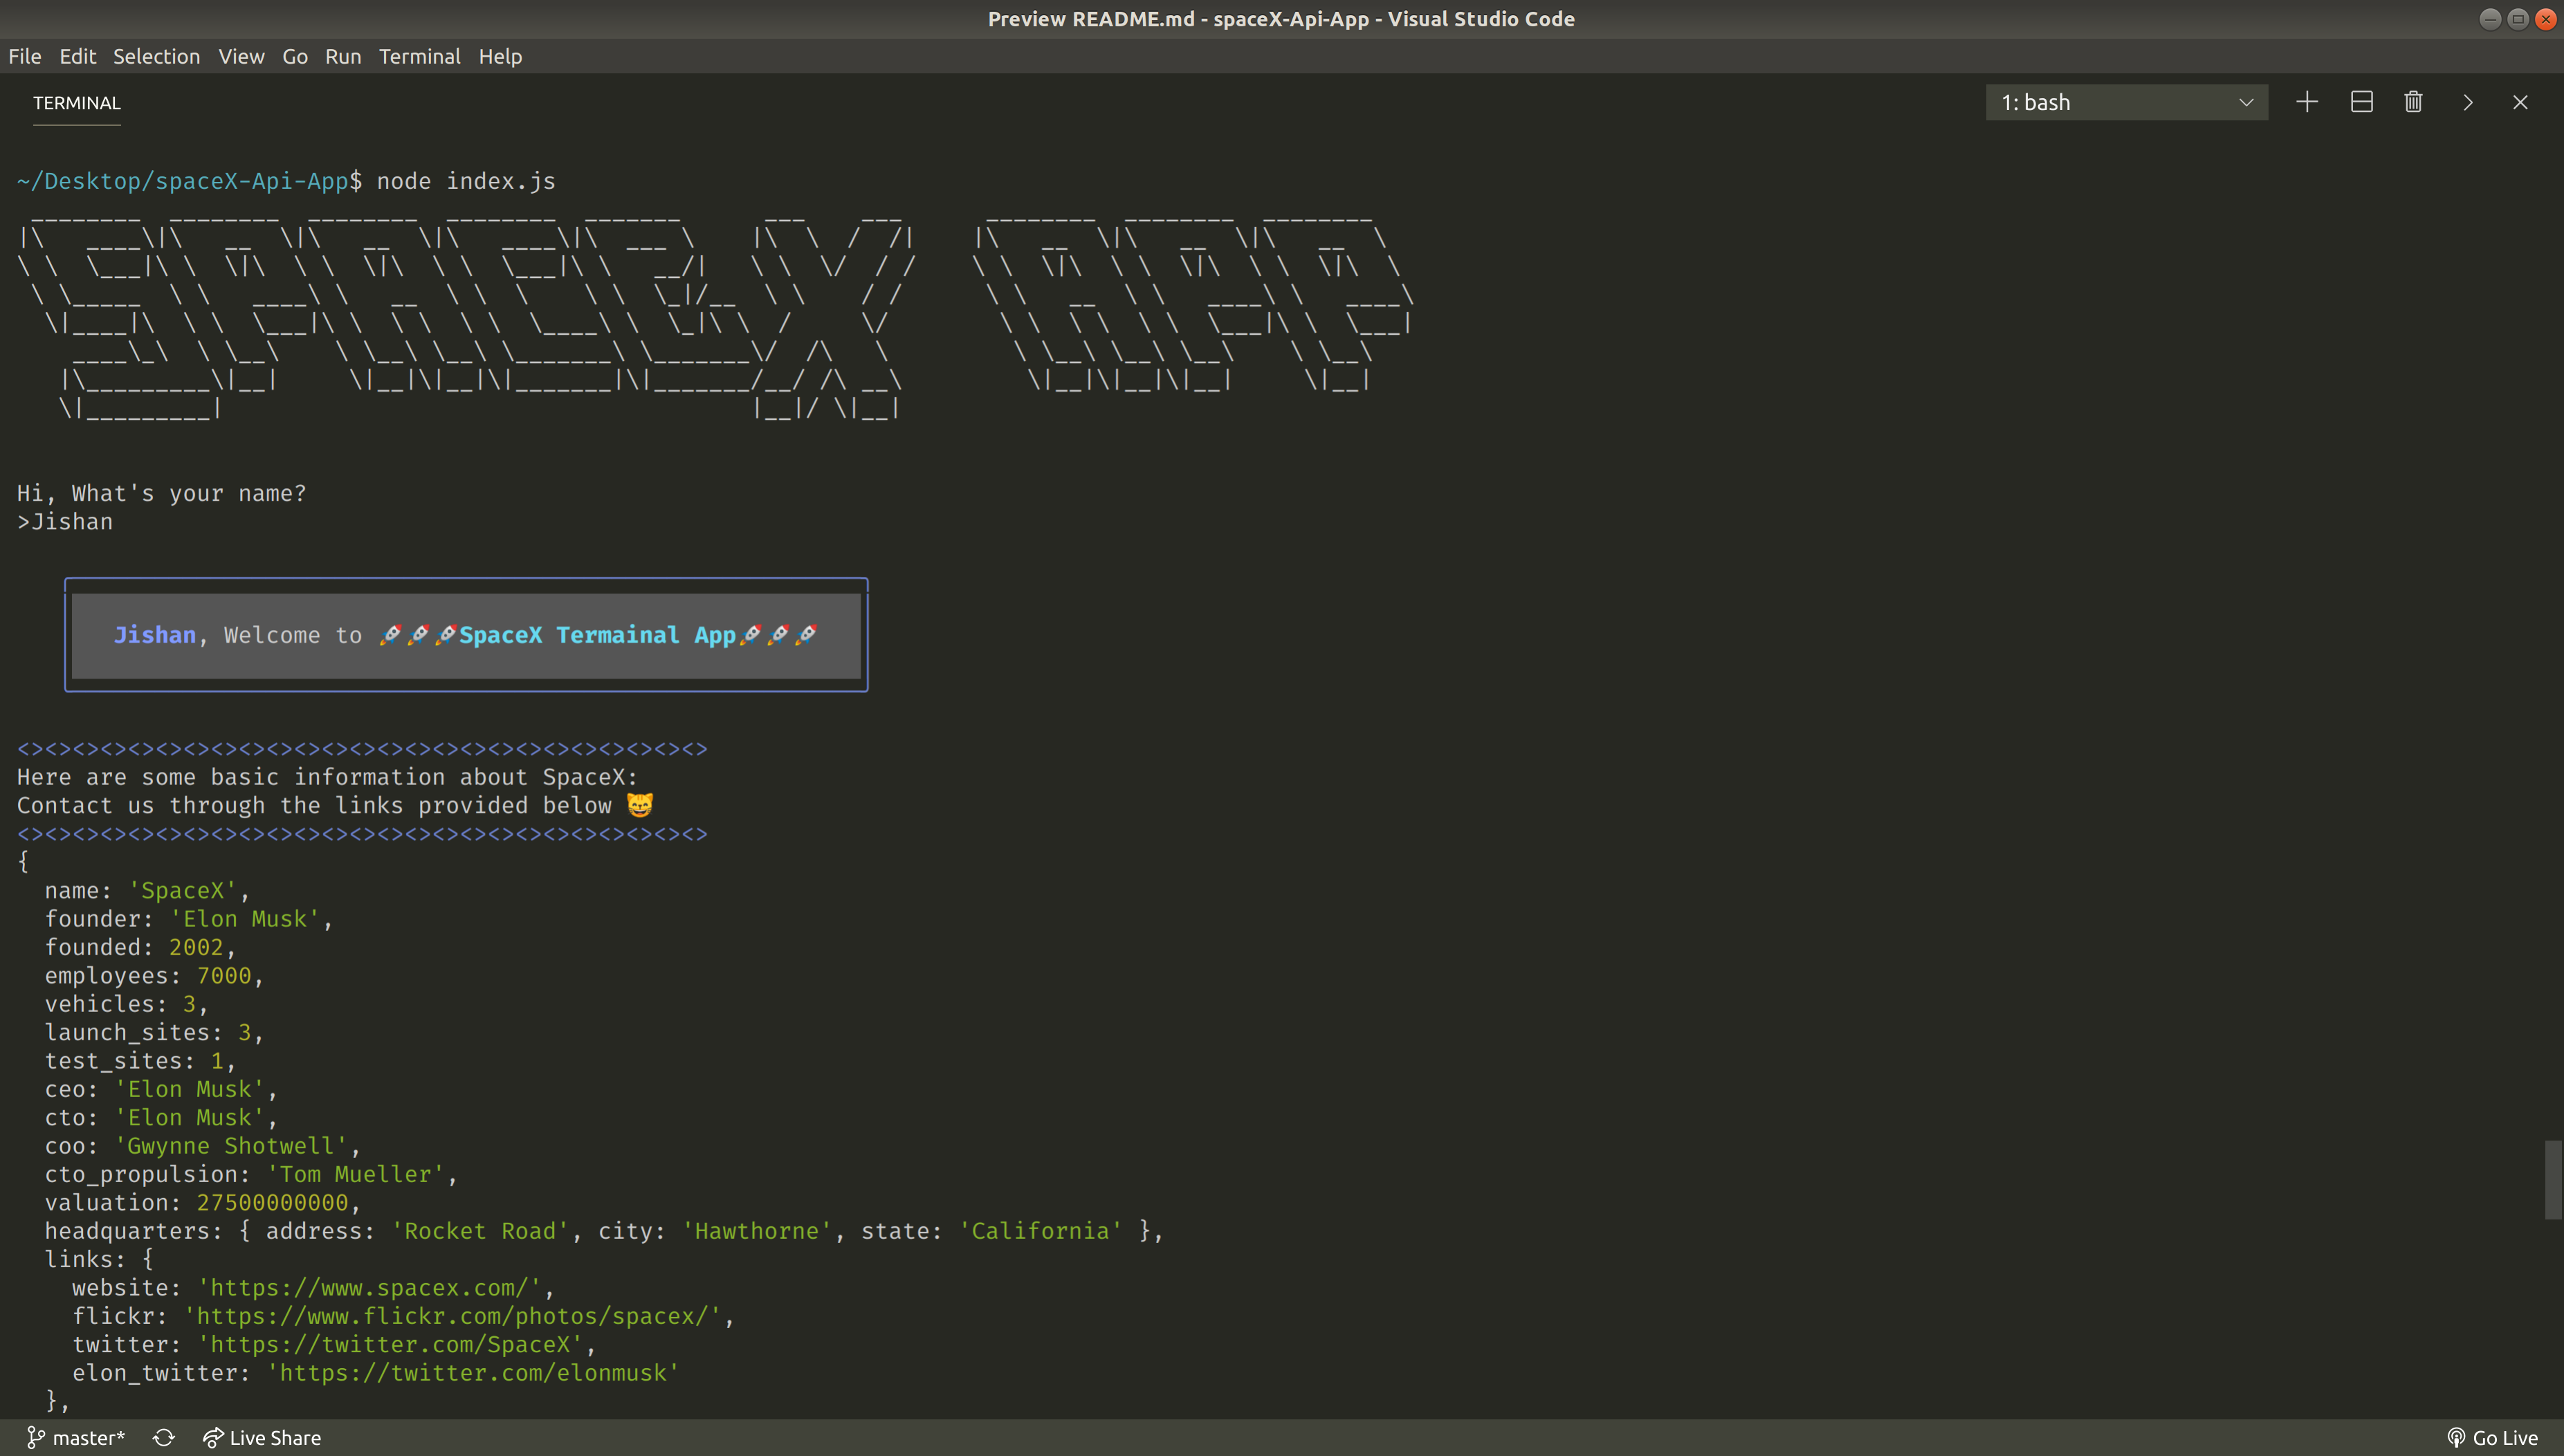 Preview README.md - spaceX-Api-App - Visual Studio Code
File Edit Selection View Go Run Terminal Help
TERMINAL
1: bash
~/Desktop/spaceX-Api-App$ node index.js
SPACEX APP
Hi, What's your name?
>Jishan
Jishan, Welcome to 🚀🚀🚀SpaceX Termainal App🚀🚀🚀
<><><><><><><><><><><><><><><><><><><><><><><><><>
Here are some basic information about SpaceX:
Contact us through the links provided below 😸
<><><><><><><><><><><><><><><><><><><><><><><><><>
{
  name: 'SpaceX',
  founder: 'Elon Musk',
  founded: 2002,
  employees: 7000,
  vehicles: 3,
  launch_sites: 3,
  test_sites: 1,
  ceo: 'Elon Musk',
  cto: 'Elon Musk',
  coo: 'Gwynne Shotwell',
  cto_propulsion: 'Tom Mueller',
  valuation: 27500000000,
  headquarters: { address: 'Rocket Road', city: 'Hawthorne', state: 'California' },
  links: {
    website: 'https://www.spacex.com/',
    flickr: 'https://www.flickr.com/photos/spacex/',
    twitter: 'https://twitter.com/SpaceX',
    elon_twitter: 'https://twitter.com/elonmusk'
  },
master* Live Share Go Live